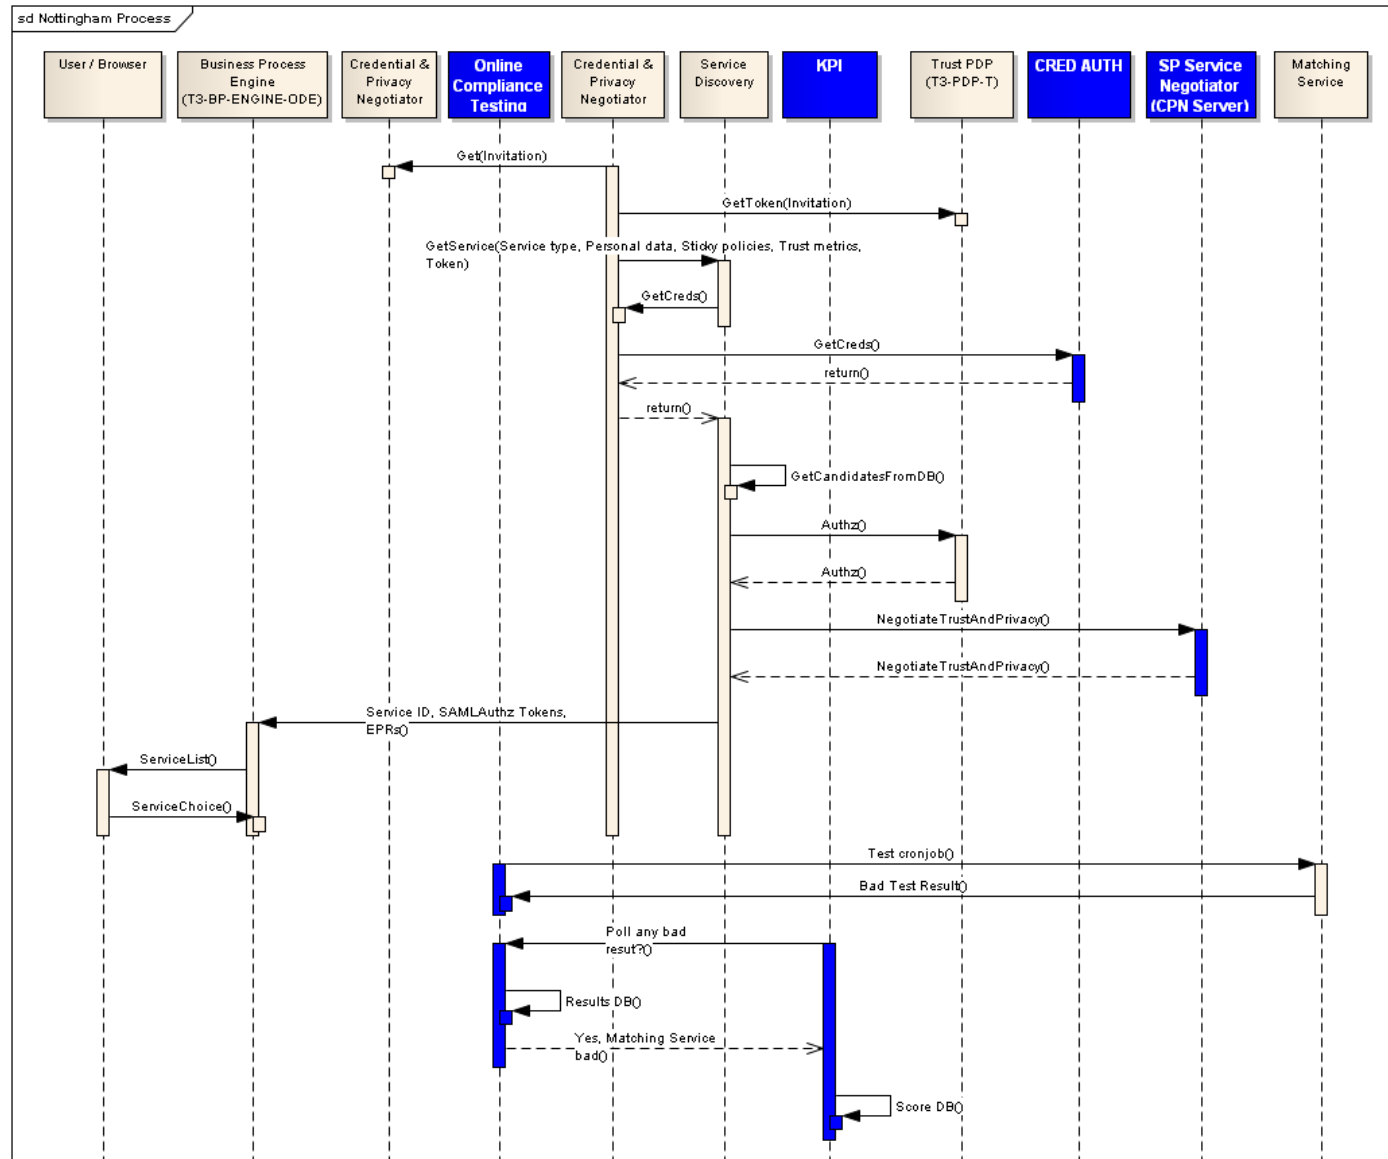 sd Nottingham Process
User / Browser
Business Process
Engine
(T3-BP-ENGINE-ODE)
Credential &
Privacy
Negotiator
Online
Compliance
Testing
Credential &
Privacy
Negotiator
Service
Discovery
KPI
Trust PDP
(T3-PDP-T)
CRED AUTH
SP Service
Negotiator
(CPN Server)
Matching
Service
Get(Invitation)
GetToken(Invitation)
GetService(Service type, Personal data, Sticky policies, Trust metrics,
Token)
GetCreds()
GetCreds()
return()
return()
GetCandidatesFromDB()
Authz()
Authz()
NegotiateTrustAndPrivacy()
NegotiateTrustAndPrivacy()
Service ID, SAMLAuthz Tokens,
EPRs()
ServiceList()
ServiceChoice()
Test cronjob()
Bad Test Result()
Poll any bad
resut?()
Results DB()
Yes, Matching Service
bad()
Score DB()